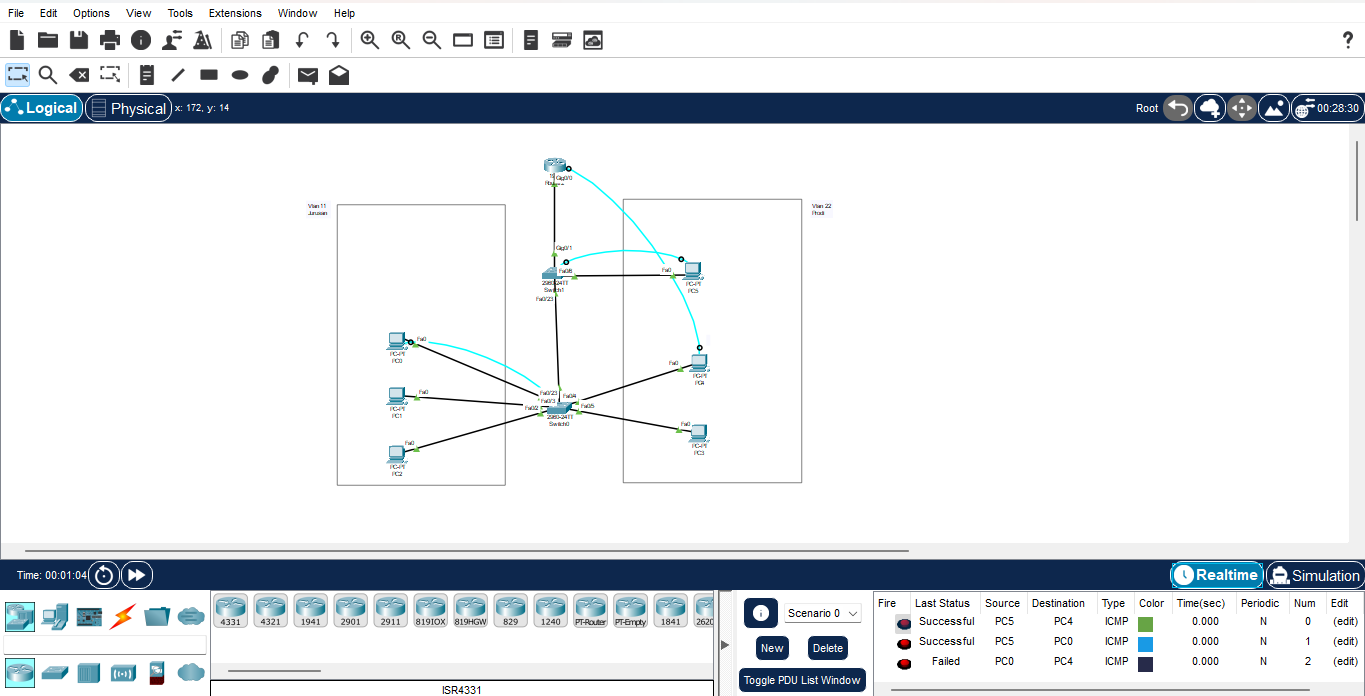 File Edit Options View Tools Extensions Window Help
Logical Physical x: 172, y: 14 Root 00:28:30
Gig0/0
Vlan 11
Jurusan
Vlan 22
Prodi
Gig0/1
Fa0/6 Fa0
2960-24TT
Switch1
PC-PT
PC5
Fa0/23
Fa0
PC-PT
PC0
Fa0
PC-PT
PC4
Fa0
PC-PT
PC1
Fa0/23 Fa0/4
Fa0/3 Fa0/5
Fa0/2
2960-24TT
Switch0
Fa0
PC-PT
PC3
Fa0
PC-PT
PC2
Time: 00:01:04 Realtime Simulation
4331 4321 1941 2901 2911 819IOX 819HGW 829 1240 PT-Router PT-Empty 1841 2620
ISR4331
Scenario 0
New Delete
Toggle PDU List Window
Fire Last Status Source Destination Type Color Time(sec) Periodic Num Edit
Successful PC5 PC4 ICMP 0.000 N 0 (edit)
Successful PC5 PC0 ICMP 0.000 N 1 (edit)
Failed PC0 PC4 ICMP 0.000 N 2 (edit)